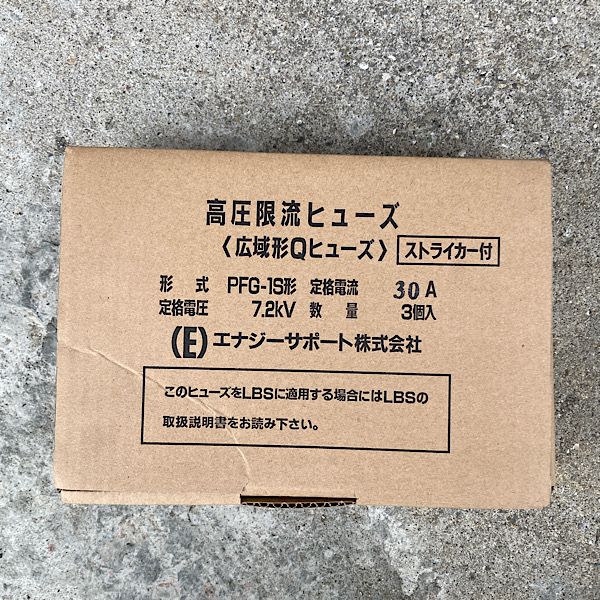 高圧限流ヒューズ
〈広域形Qヒューズ〉 ストライカー付
形式 PFG-1S形 定格電流 30A
定格電圧 7.2kV 数量 3個入
(E) エナジーサポート株式会社
このヒューズをLBSに適用する場合にはLBSの
取扱説明書をお読み下さい。